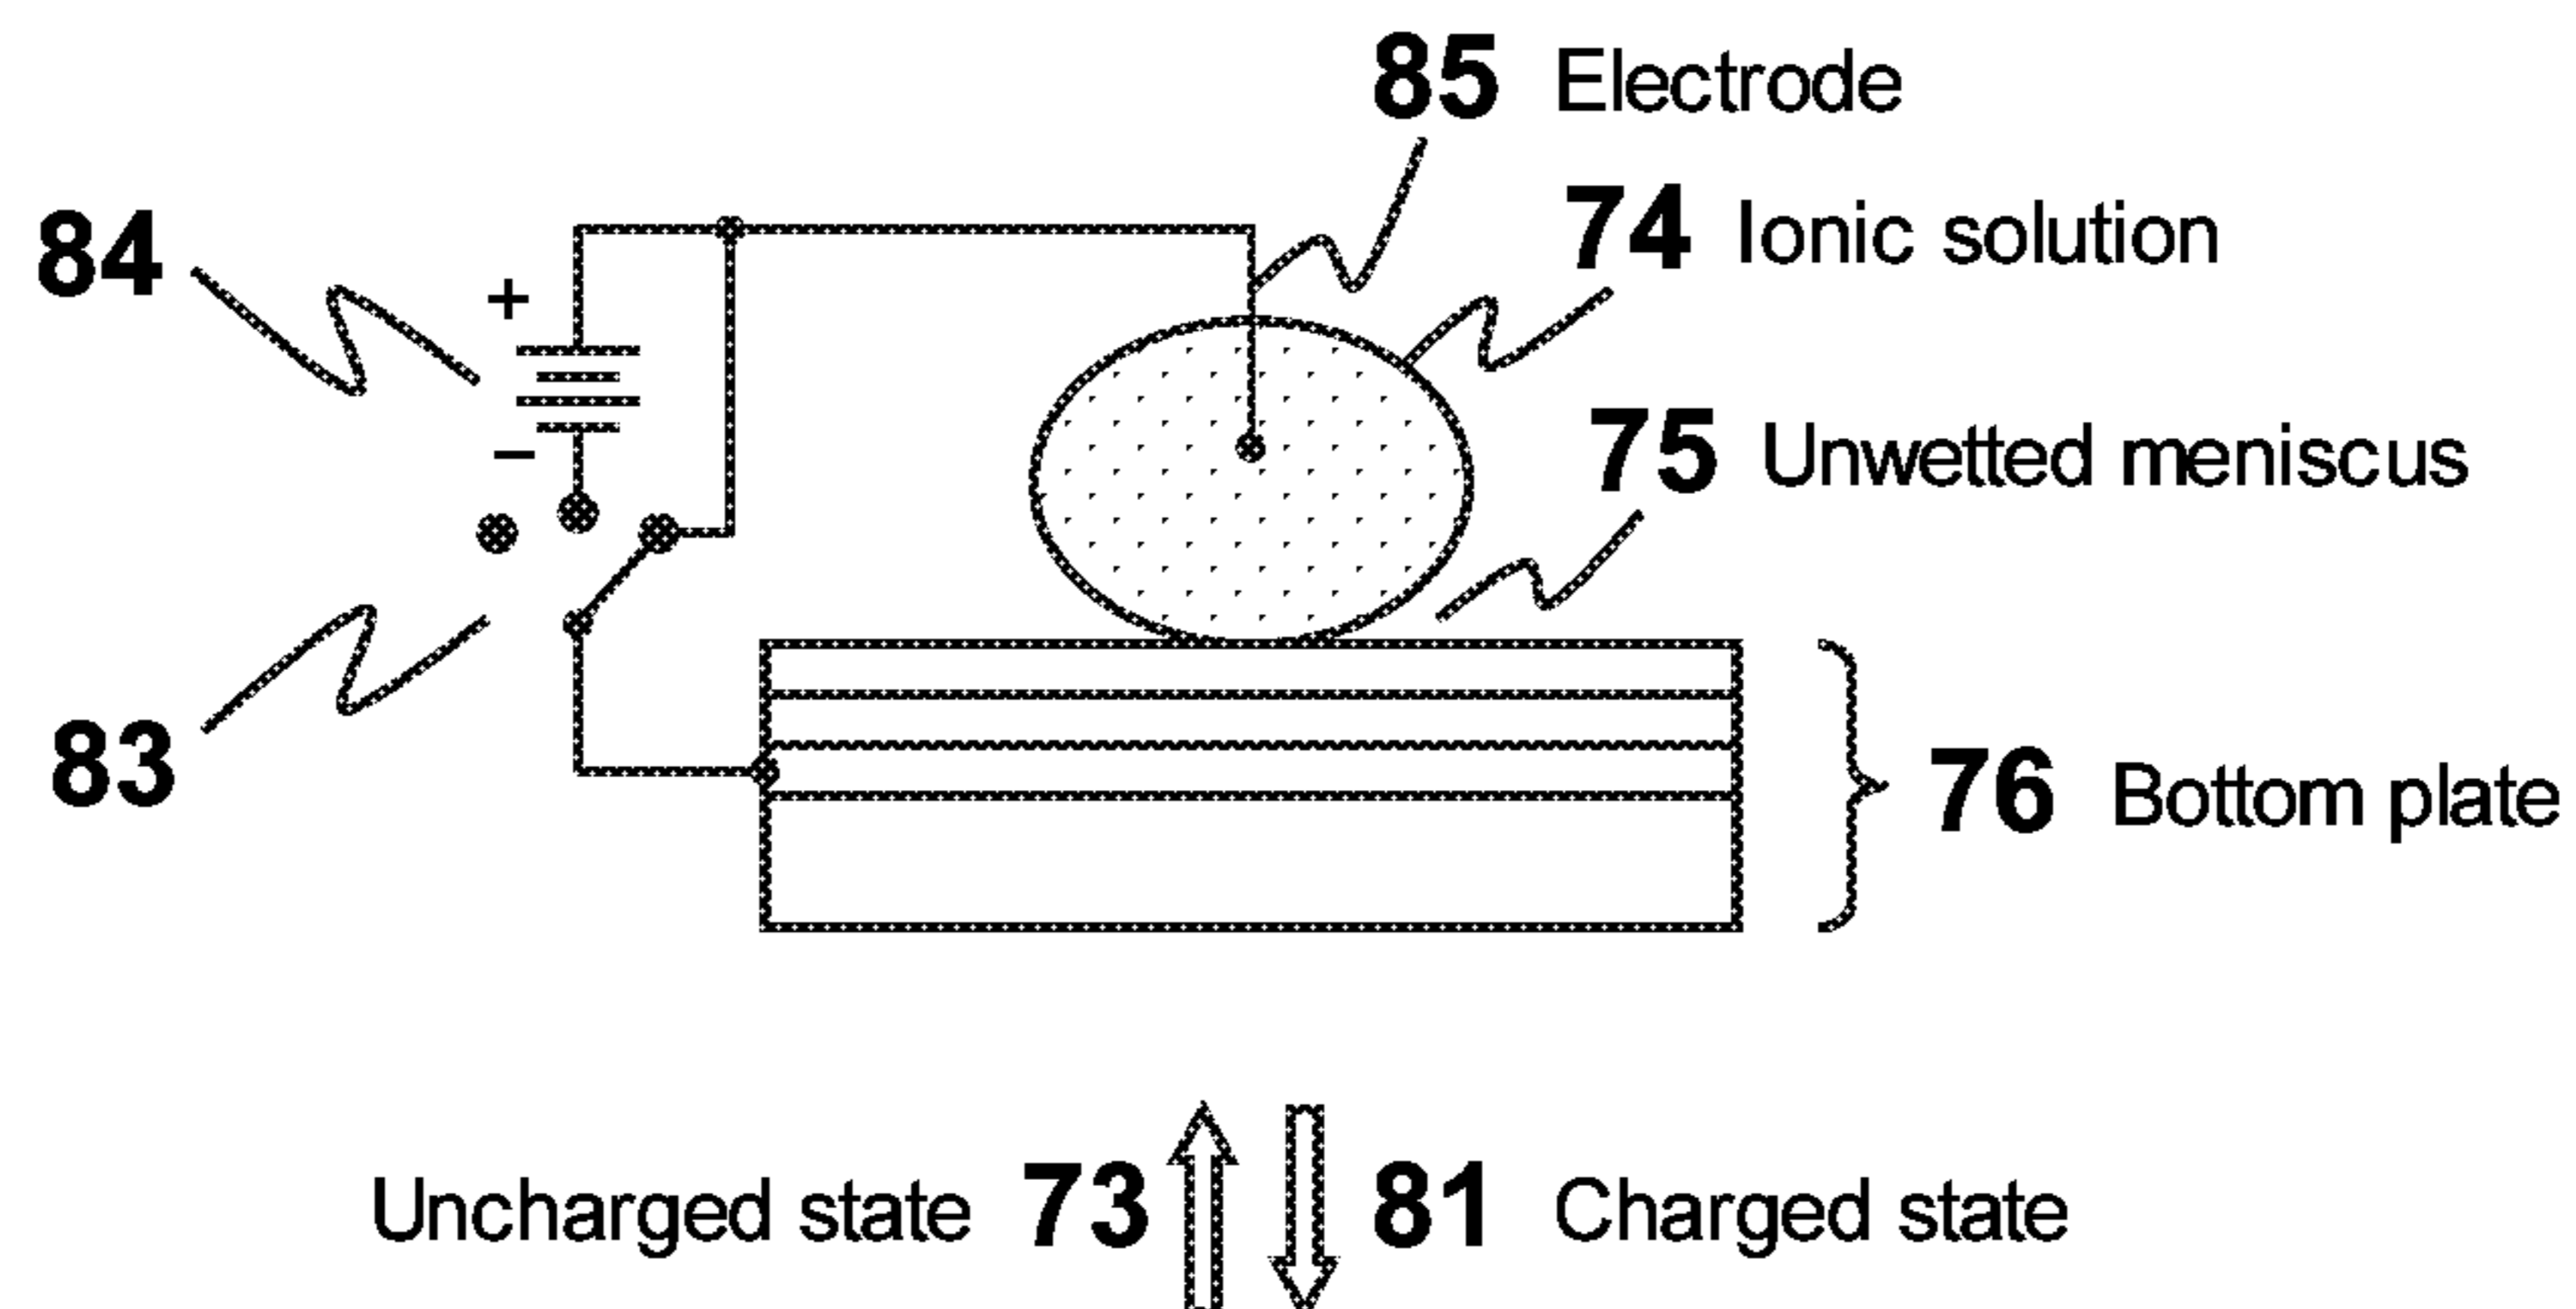 85 Electrode
84
74 Ionic solution
+
75 Unwetted meniscus
−
83
76 Bottom plate
Uncharged state 73
81 Charged state